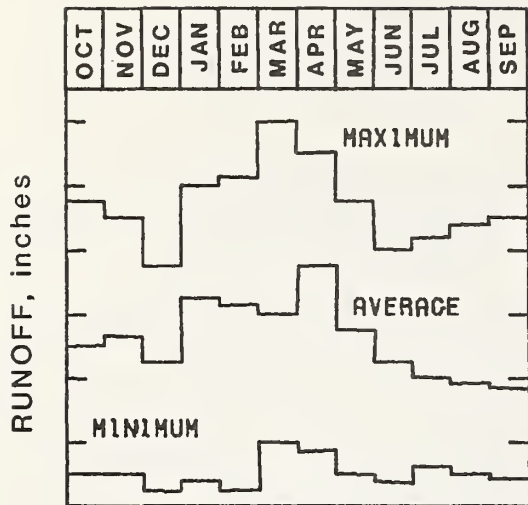 OCT NOV DEC JAN FEB MAR APR MAY JUN JUL AUG SEP
MAXIMUM
AVERAGE
MINIMUM
RUNOFF, inches